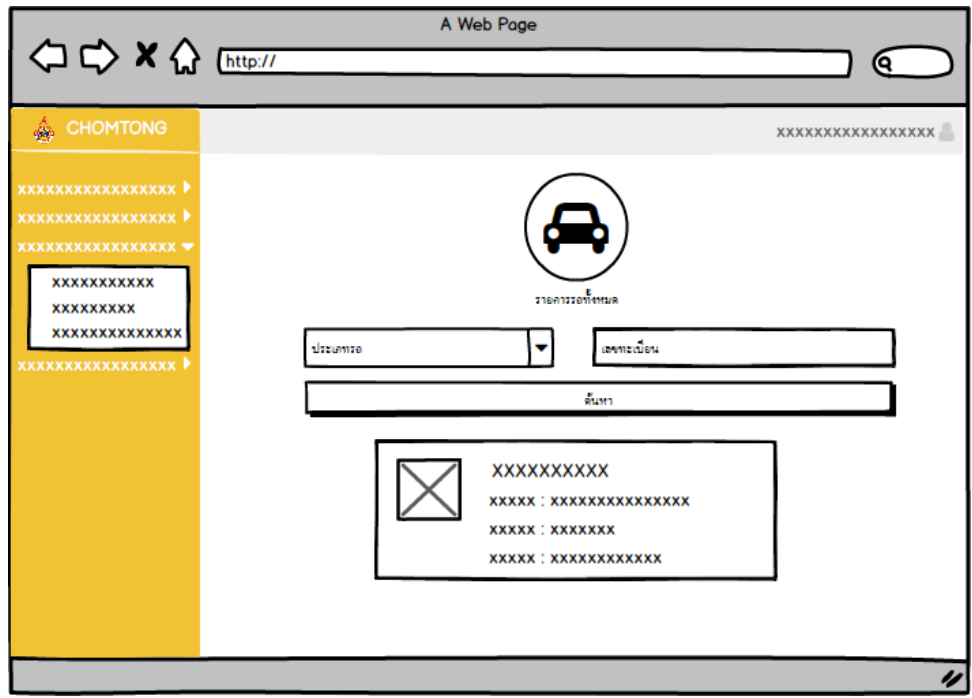 A Web Page
http://
CHOMTONG
xxxxxxxxxxxxxxxxx
xxxxxxxxxxxxxxxxx
xxxxxxxxxxxxxxxxx
xxxxxxxxxxxxxxxxx
xxxxxxxxxxx
xxxxxxxxx
xxxxxxxxxxxxxx
xxxxxxxxxxxxxxxxx
รายการรถทั้งหมด
ประเภทรถ
เลขทะเบียน
ค้นหา
XXXXXXXXXX
xxxxx : xxxxxxxxxxxxxxx
xxxxx : xxxxxxx
xxxxx : xxxxxxxxxxxx